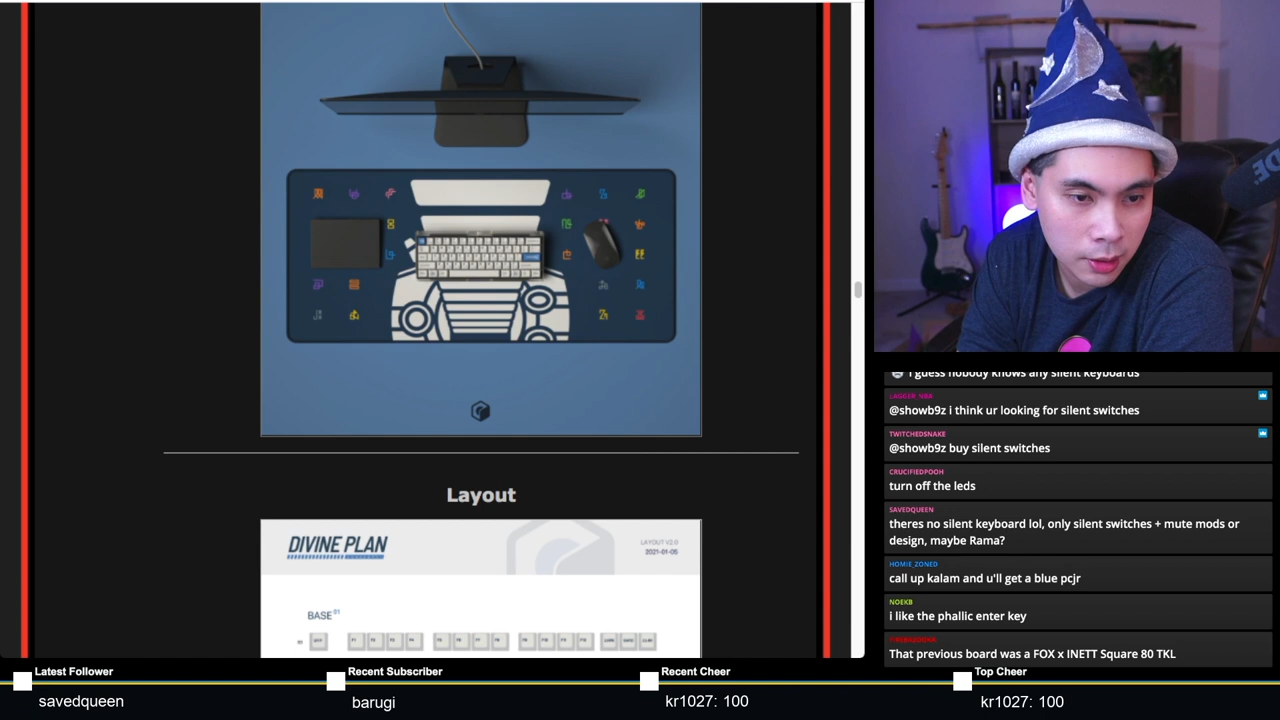 Layout
DIVINE PLAN
LAYOUT V2.0
2021-01-05
BASE
i guess nobody knows any silent keyboards
@showb9z i think ur looking for silent switches
TWITCHEDSNAKE
@showb9z buy silent switches
CRUCIFIEDPOOH
turn off the leds
SAVEDQUEEN
theres no silent keyboard lol, only silent switches + mute mods or
design, maybe Rama?
HOMIE_ZONED
call up kalam and u'll get a blue pcjr
NOEKB
i like the phallic enter key
That previous board was a FOX x INETT Square 80 TKL
Latest Follower
savedqueen
Recent Subscriber
barugi
Recent Cheer
kr1027: 100
Top Cheer
kr1027: 100